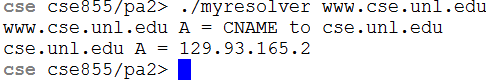 cse cse855/pa2> ./myresolver www.cse.unl.edu
www.cse.unl.edu A = CNAME to cse.unl.edu
cse.unl.edu A = 129.93.165.2
cse cse855/pa2>